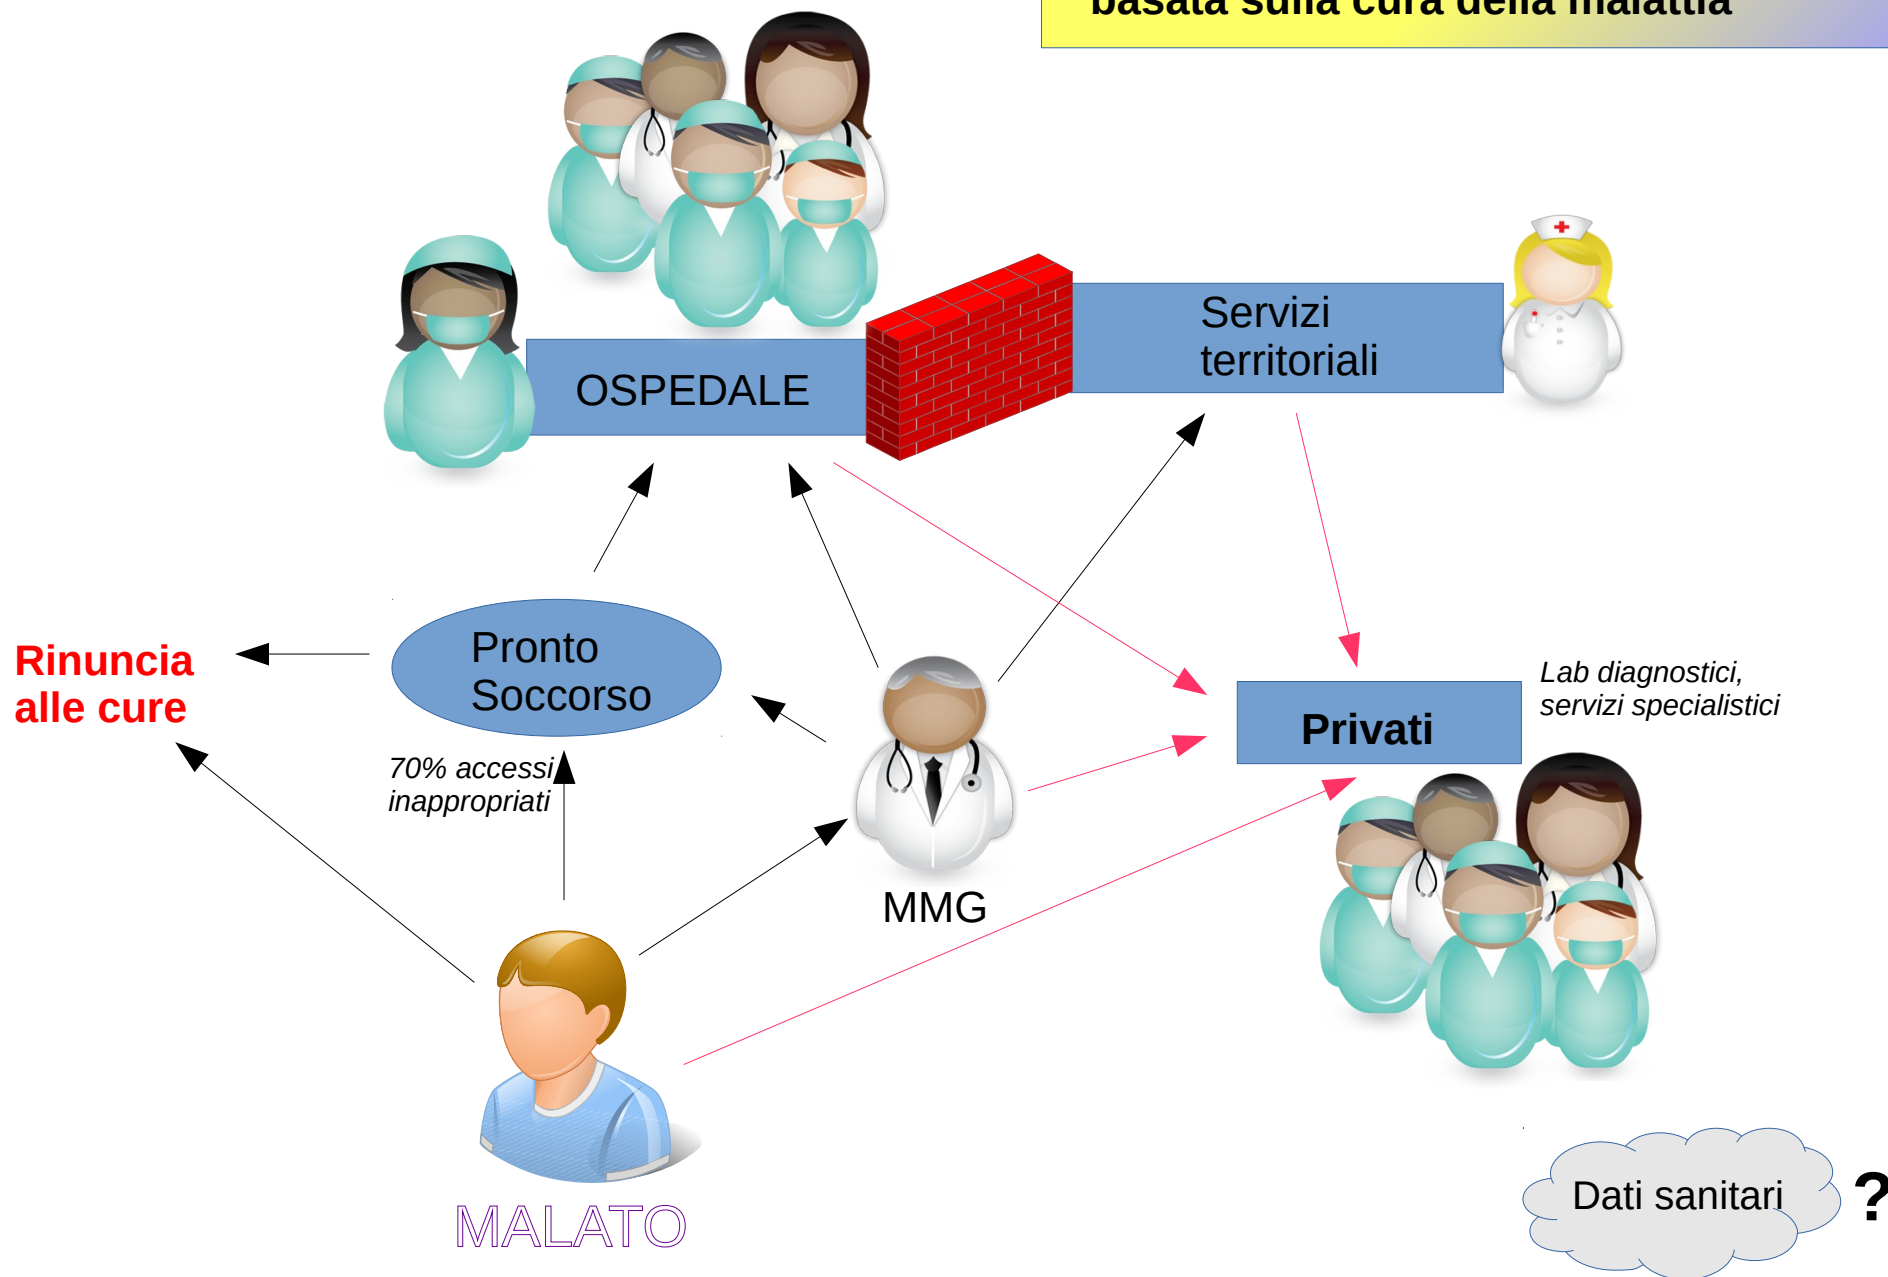 basata sulla cura della malattia
Servizi
territoriali
OSPEDALE
Pronto
Soccorso
Rinuncia
alle cure
Lab diagnostici,
servizi specialistici
Privati
70% accessi
inappropriati
MMG
MALATO
Dati sanitari
?